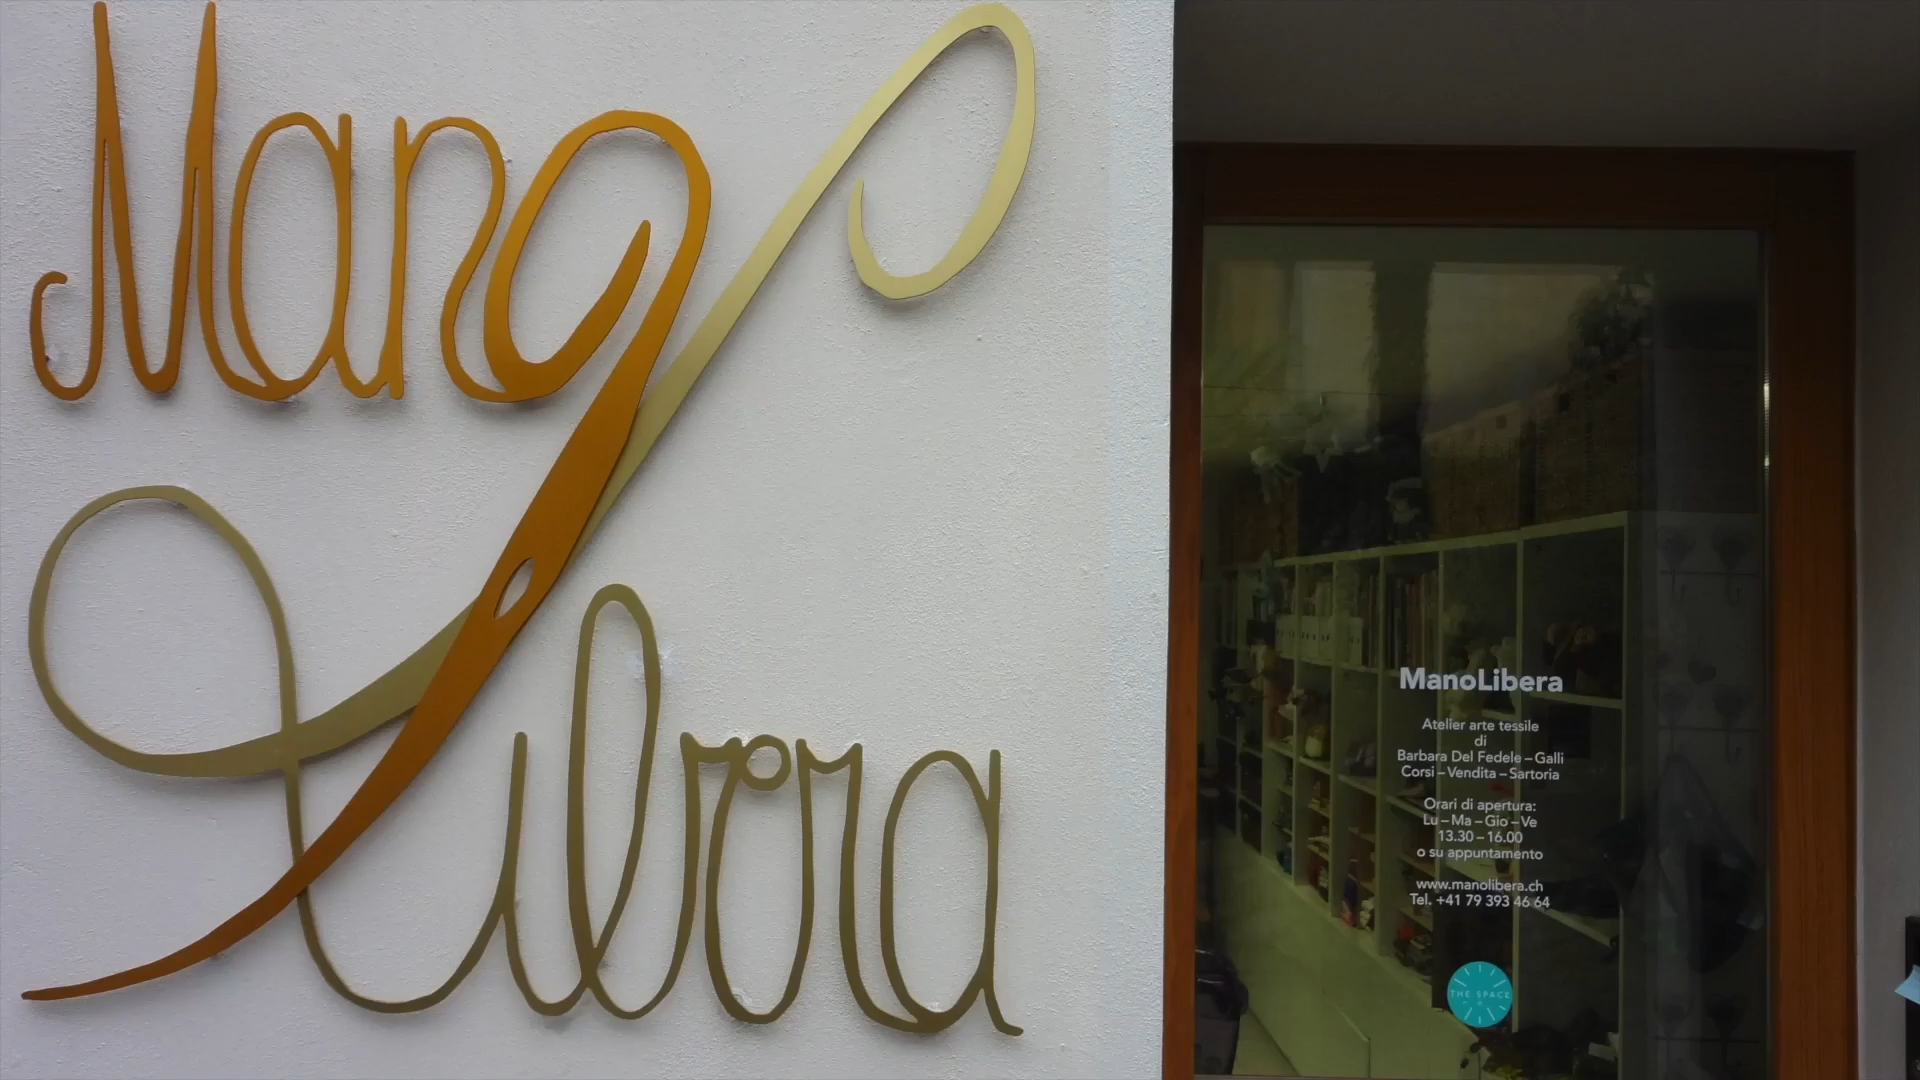 Mano
Libera
ManoLibera
Atelier arte tessile
di
Barbara Del Fedele – Galli
Corsi – Vendita – Sartoria
Orari di apertura:
Lu – Ma – Gio – Ve
13.30 – 16.00
o su appuntamento
www.manolibera.ch
Tel. +41 79 393 46 64
THE SPACE